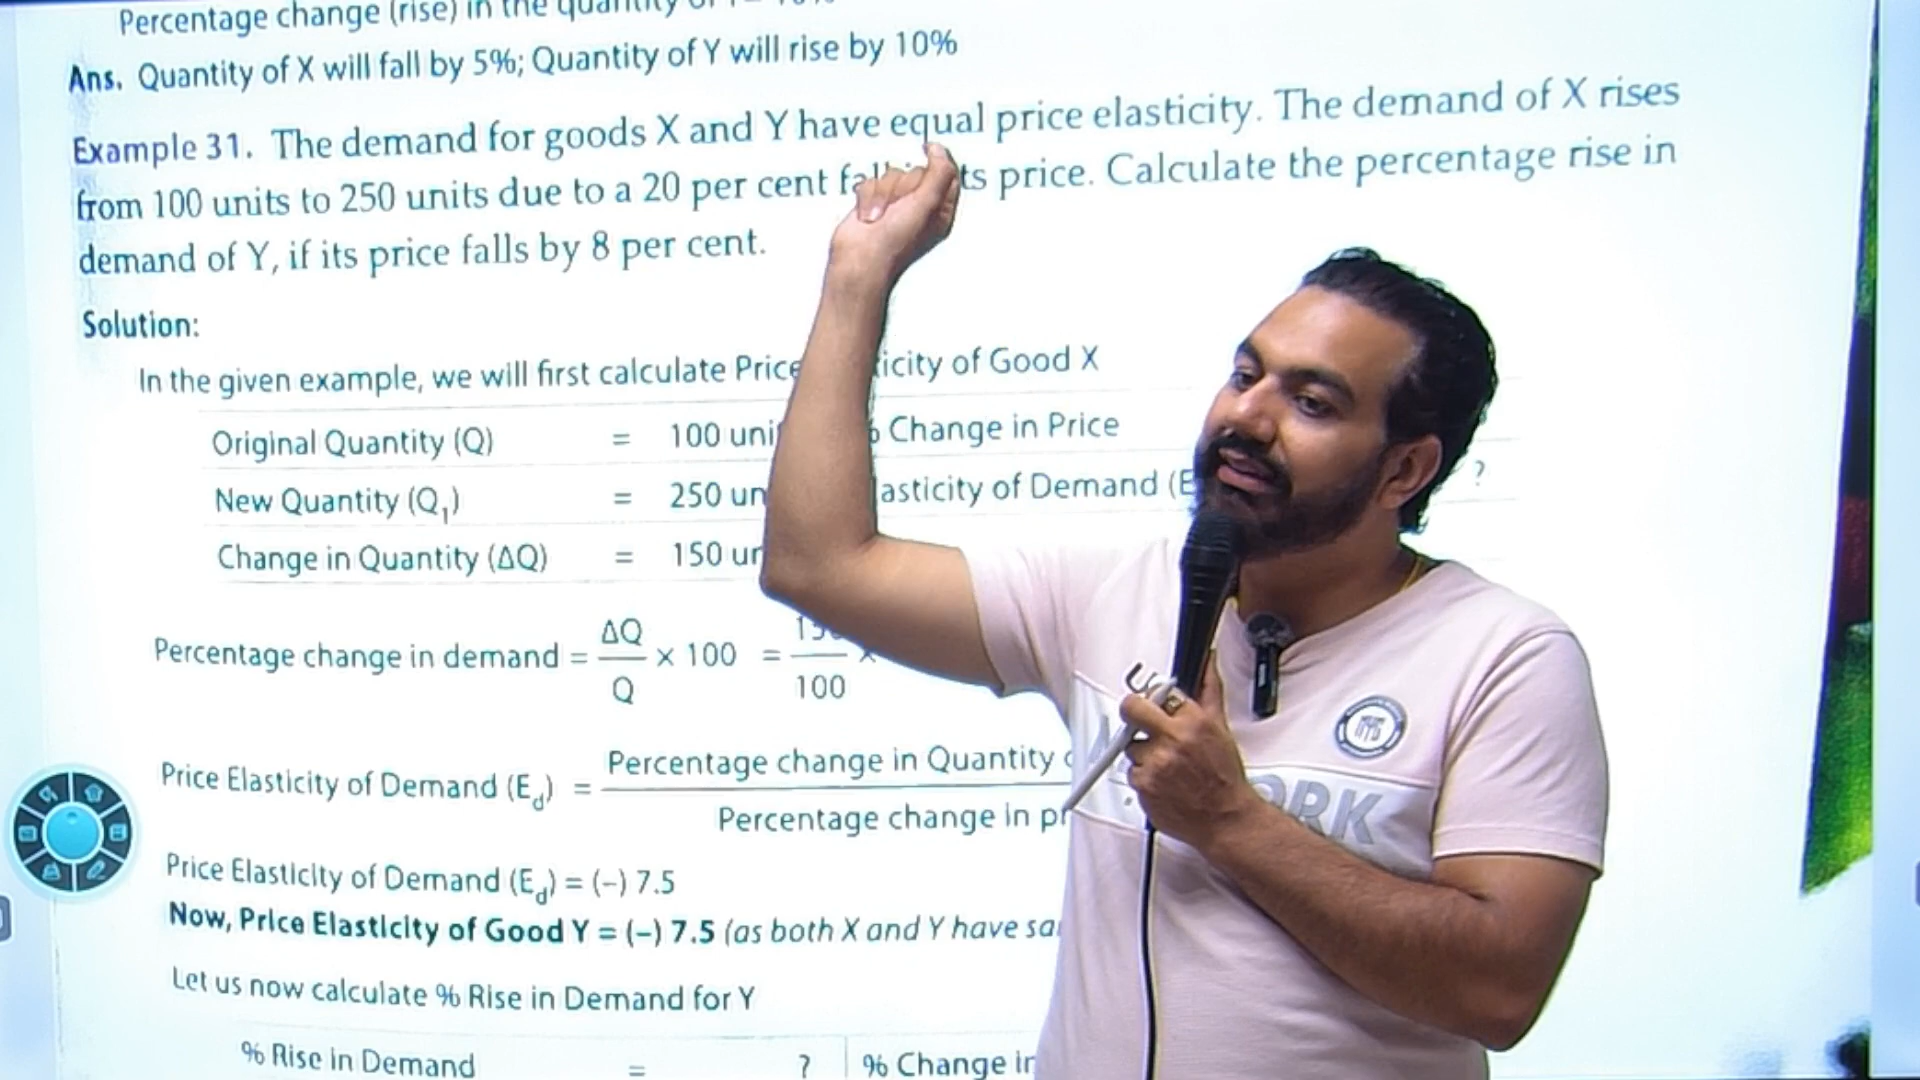 Percentage change (rise) in the quantity of
Ans. Quantity of X will fall by 5%; Quantity of Y will rise by 10%
Example 31. The demand for goods X and Y have equal price elasticity. The demand of X rises
from 100 units to 250 units due to a 20 per cent ts price. Calculate the percentage rise in
demand of Y, if its price falls by 8 per cent.
Solution:
In the given example, we will first calculate Price icity of Good X
Original Quantity (Q) = 100 uni Change in Price
New Quantity (Q₁) = 250 un lasticity of Demand (E ?
Change in Quantity (ΔQ) = 150 un
Percentage change in demand = ΔQ/Q × 100 = /100 ×
Price Elasticity of Demand (E_d) = Percentage change in Quantity
Percentage change in pr
Price Elasticity of Demand (E_d) = (–) 7.5
Now, Price Elasticity of Good Y = (–) 7.5 (as both X and Y have sa
Let us now calculate % Rise in Demand for Y
% Rise in Demand = ? % Change in
ORK